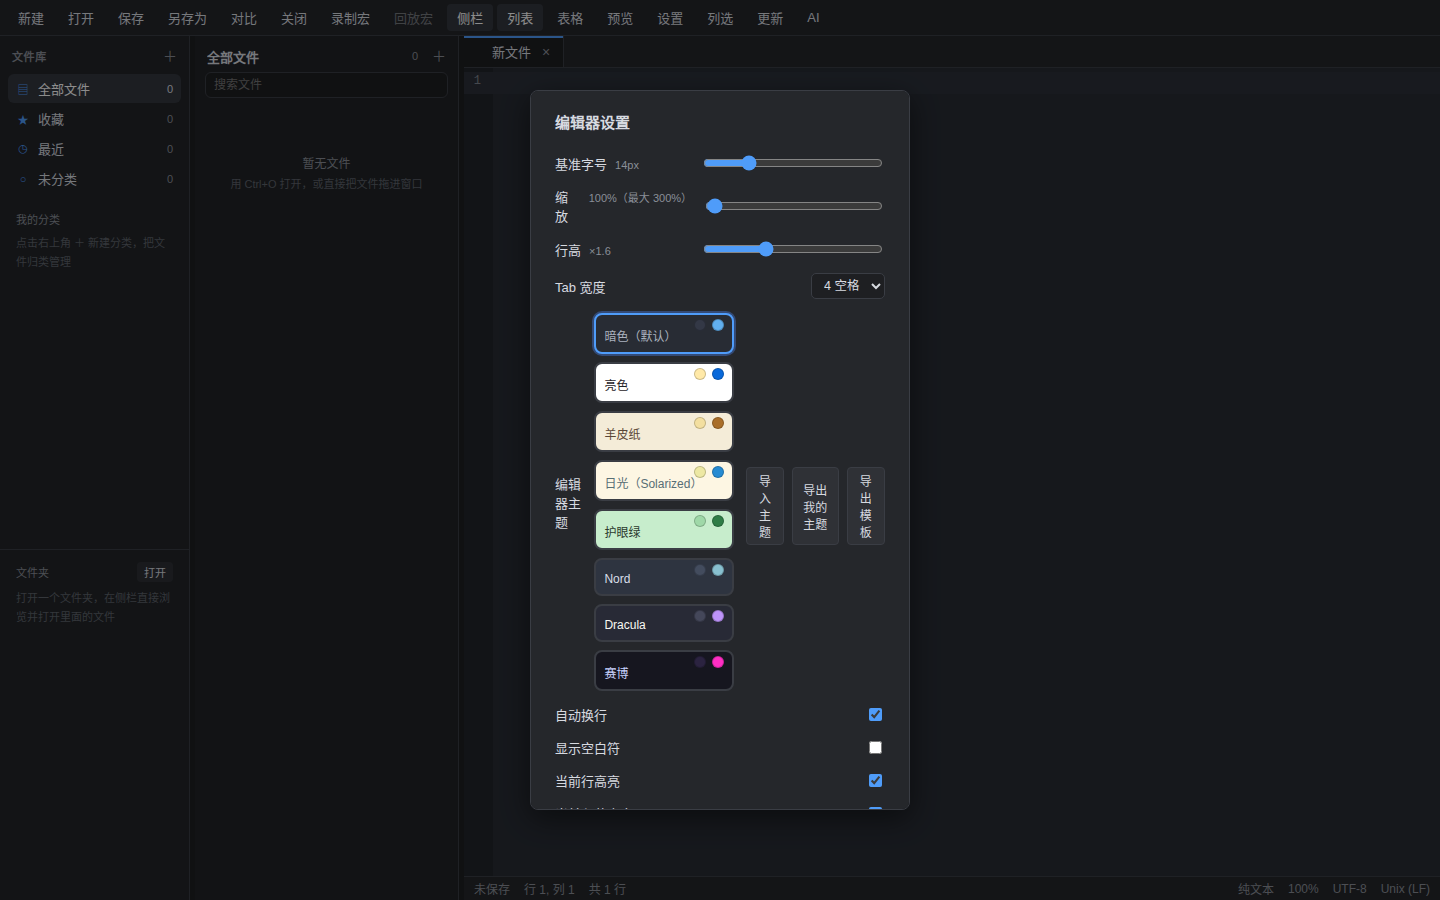 新建 打开 保存 另存为 对比 关闭 录制宏 回放宏 侧栏 列表 表格 预览 设置 列选 更新 AI
文件库 ＋
全部文件 0
收藏 0
最近 0
未分类 0
我的分类
点击右上角 ＋ 新建分类，把文
件归类管理
文件夹 打开
打开一个文件夹，在侧栏直接浏
览并打开里面的文件
全部文件 0 ＋
搜索文件
暂无文件
用 Ctrl+O 打开，或直接把文件拖进窗口
新文件 ×
1
编辑器设置
基准字号 14px
缩
放 100%（最大 300%）
行高 ×1.6
Tab 宽度 4 空格
编辑
器主
题
暗色（默认）
亮色
羊皮纸
日光（Solarized）
护眼绿
Nord
Dracula
赛博
导
入
主
题
导出
我的
主题
导
出
模
板
自动换行
显示空白符
当前行高亮
未保存 行 1, 列 1 共 1 行 纯文本 100% UTF-8 Unix (LF)